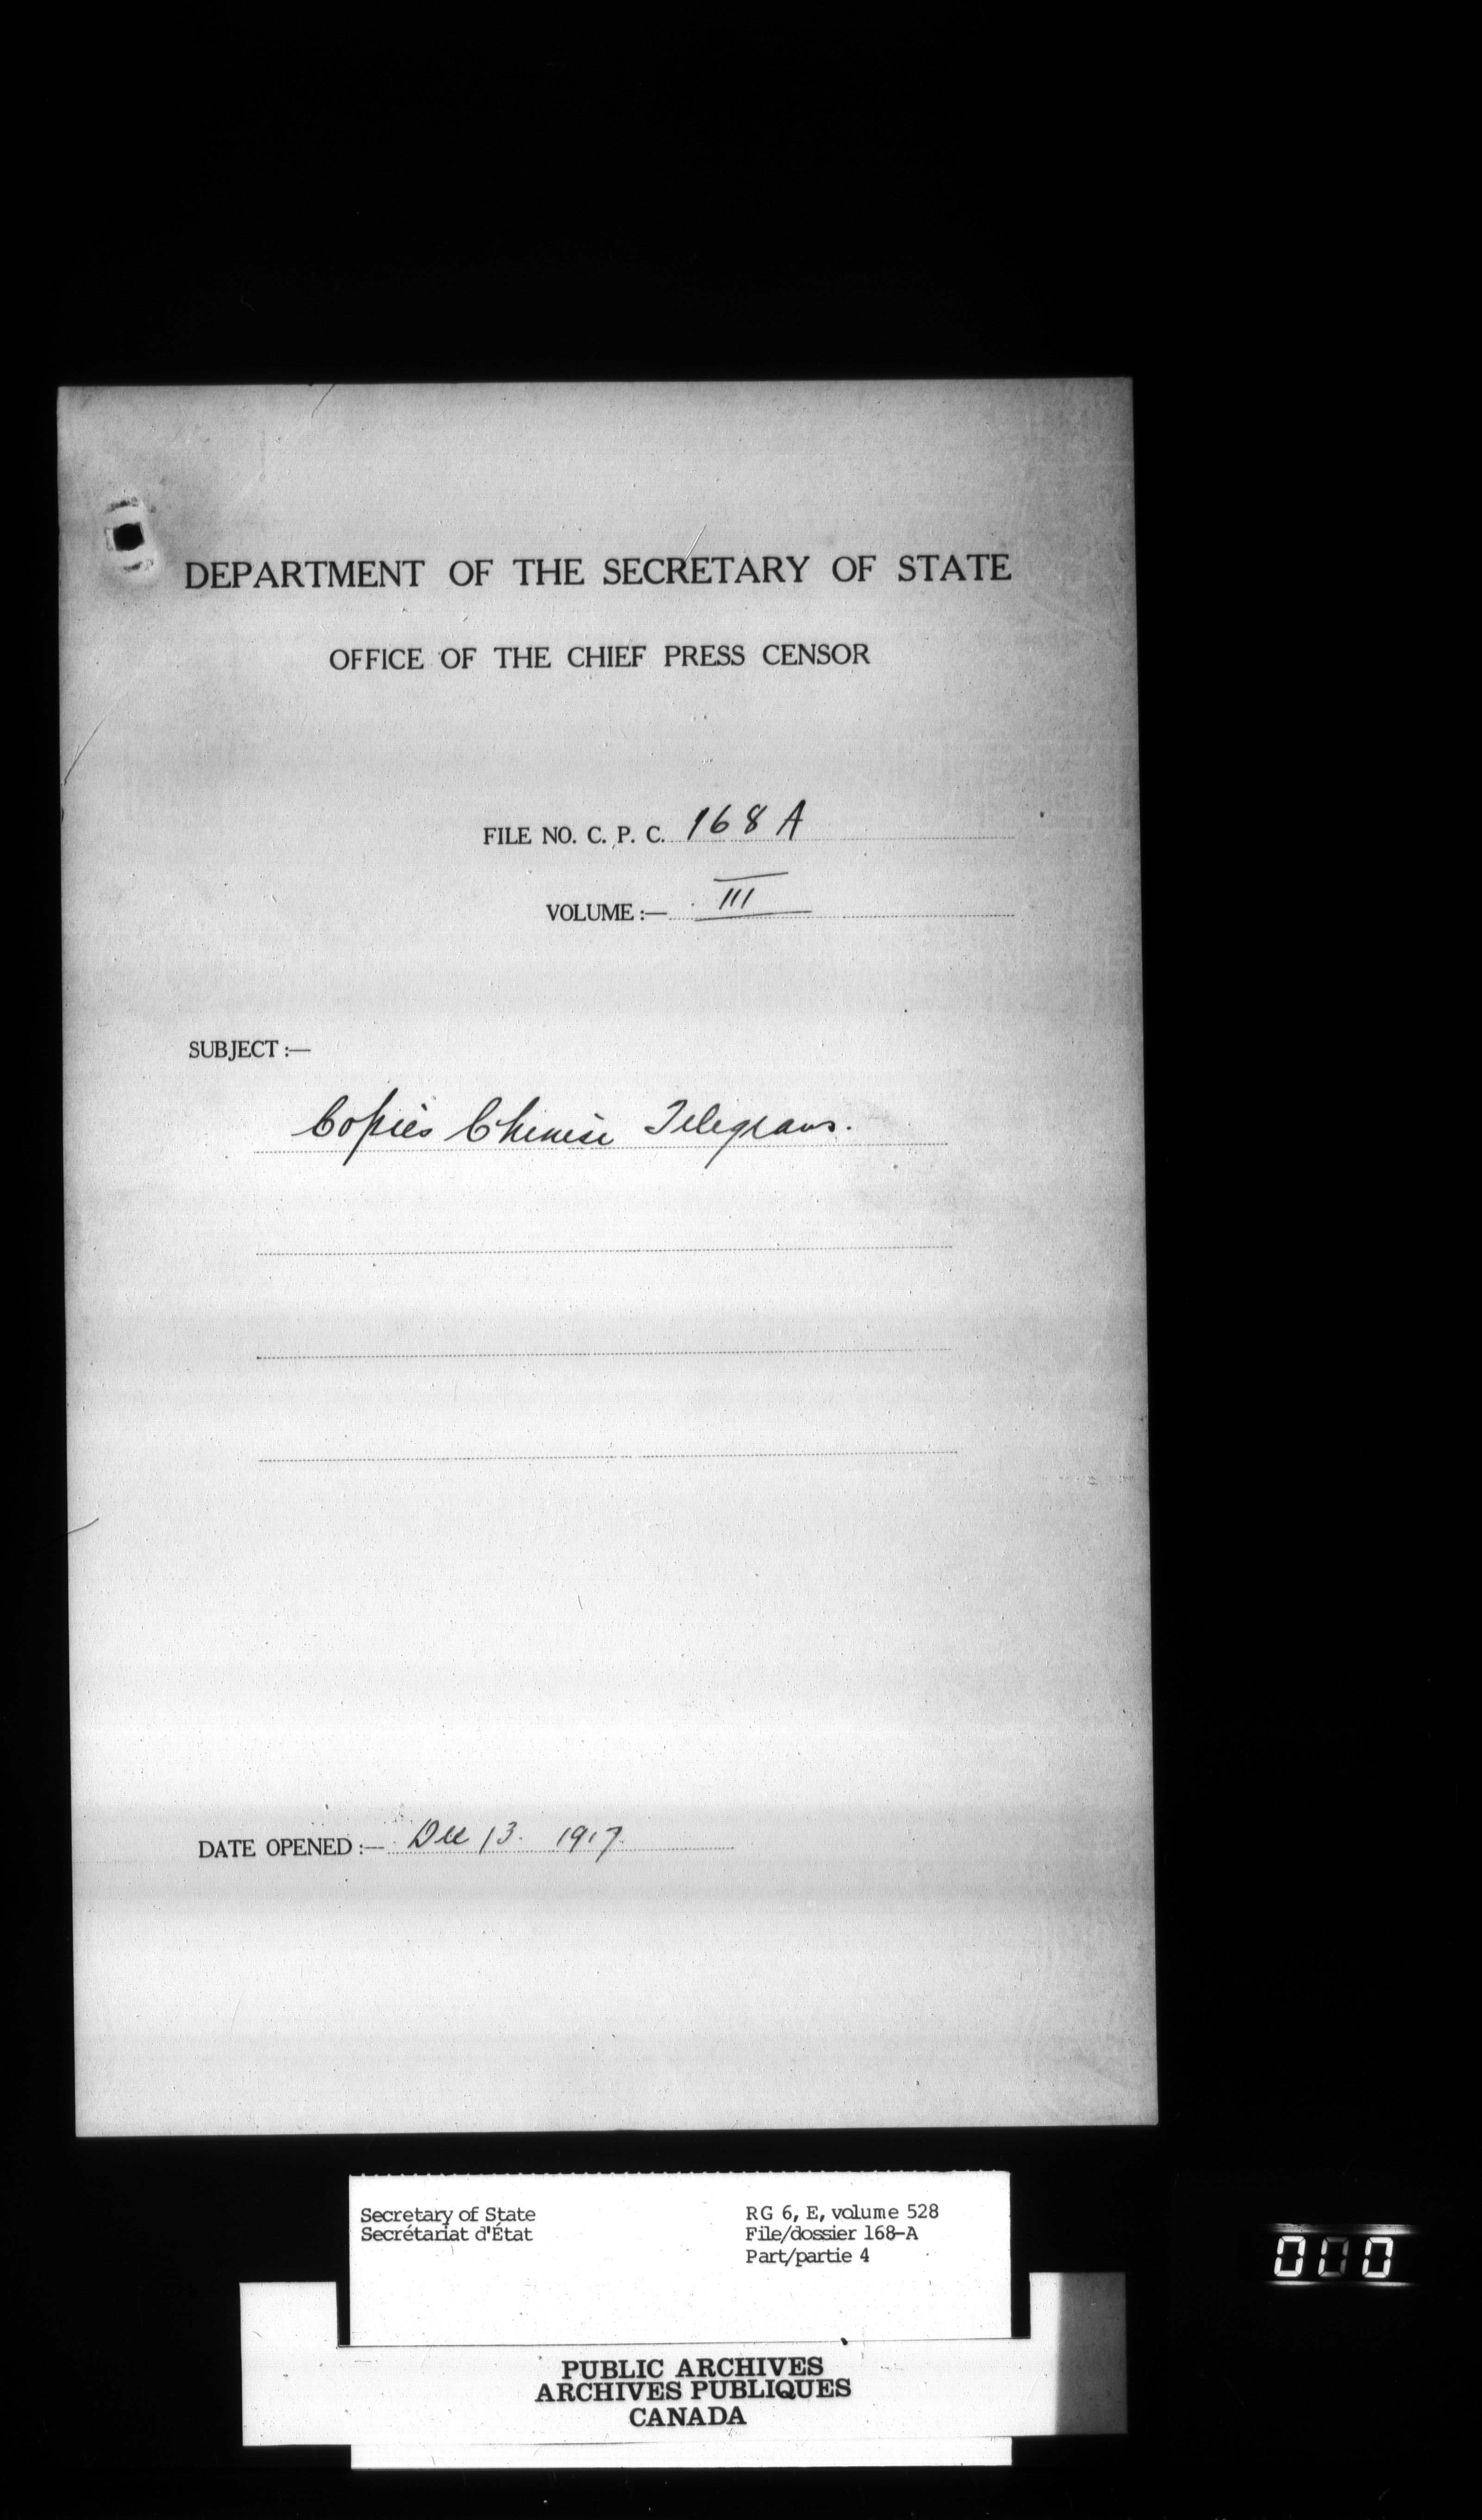 DEPARTMENT OF THE SECRETARY OF STATE
OFFICE OF THE CHIEF PRESS CENSOR
FILE NO. C. P. C. 168 A
VOLUME :— III
SUBJECT :—
Copies Chinese Telegrams.
DATE OPENED :— Dec 13. 1917.
Secretary of State
Secrétariat d'État
RG 6, E, volume 528
File/dossier 168-A
Part/partie 4
PUBLIC ARCHIVES
ARCHIVES PUBLIQUES
CANADA
000